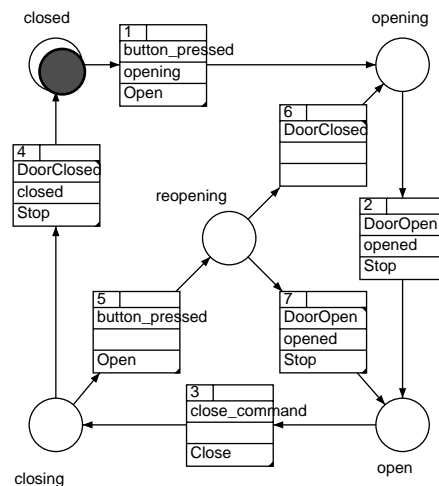 closed
opening
1
button_pressed
opening
Open
6
DoorClosed
4
DoorClosed
closed
Stop
reopening
2
DoorOpen
opened
Stop
5
button_pressed
Open
7
DoorOpen
opened
Stop
3
close_command
Close
closing
open